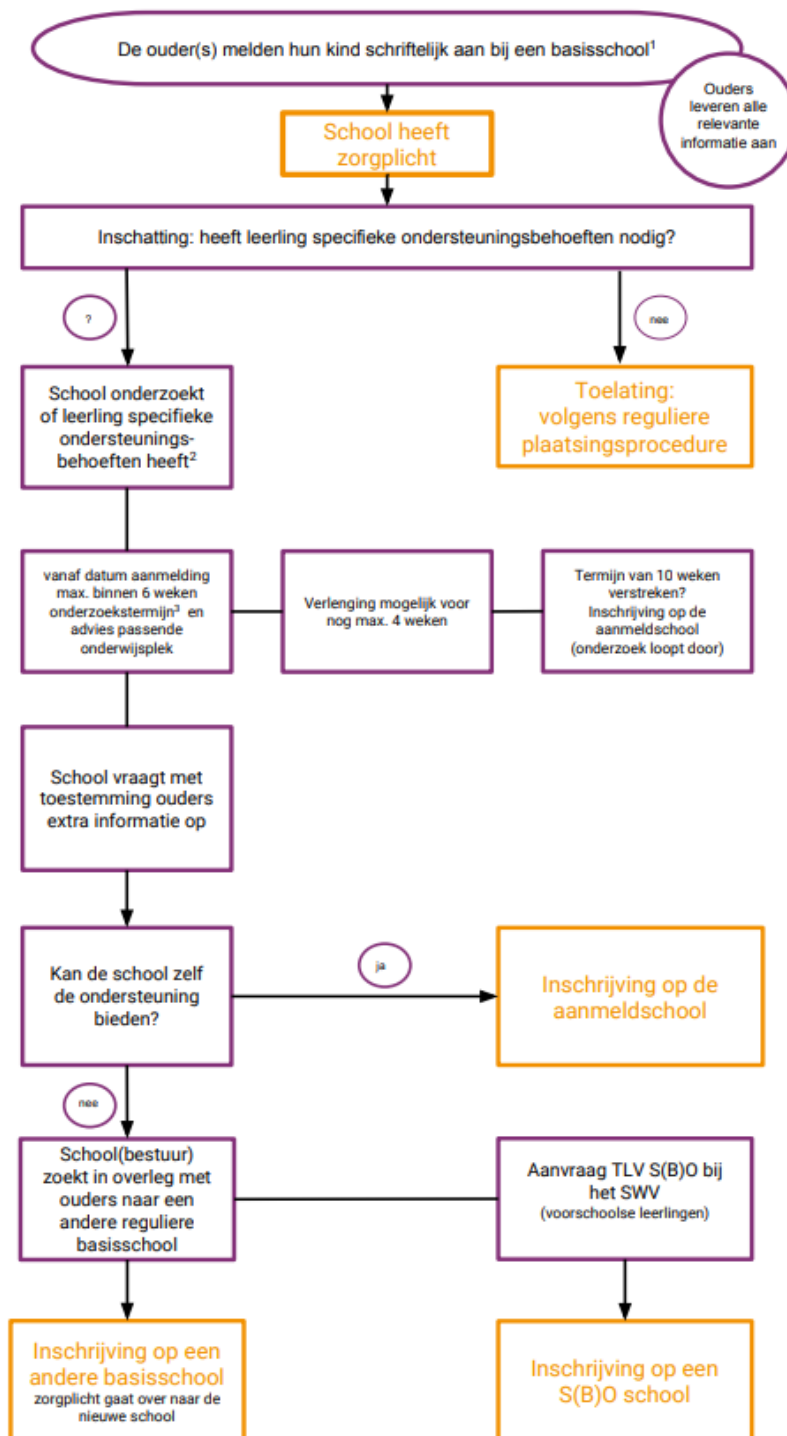 De ouder(s) melden hun kind schriftelijk aan bij een basisschool¹
Ouders
leveren alle
relevante
informatie aan
School heeft
zorgplicht
Inschatting: heeft leerling specifieke ondersteuningsbehoeften nodig?
?
nee
School onderzoekt
of leerling specifieke
ondersteunings-
behoeften heeft²
Toelating:
volgens reguliere
plaatsingsprocedure
vanaf datum aanmelding
max. binnen 6 weken
onderzoekstermijn³ en
advies passende
onderwijsplek
Verlenging mogelijk voor
nog max. 4 weken
Termijn van 10 weken
verstreken?
Inschrijving op de
aanmeldschool
(onderzoek loopt door)
School vraagt met
toestemming ouders
extra informatie op
Kan de school zelf
de ondersteuning
bieden?
ja
Inschrijving op de
aanmeldschool
nee
School(bestuur)
zoekt in overleg met
ouders naar een
andere reguliere
basisschool
Aanvraag TLV S(B)O bij
het SWV
(voorschoolse leerlingen)
Inschrijving op een
andere basisschool
zorgplicht gaat over naar de
nieuwe school
Inschrijving op een
S(B)O school